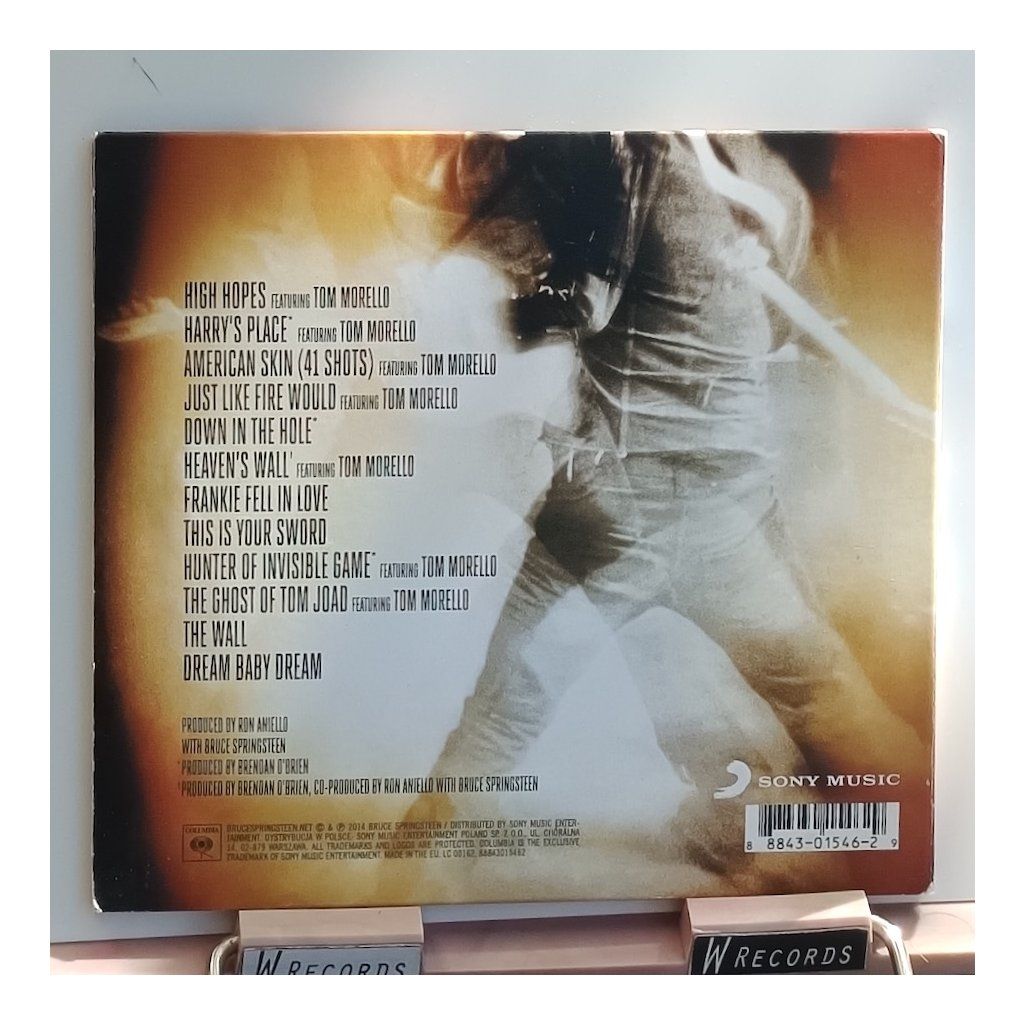 HIGH HOPES FEATURING TOM MORELLO
HARRY'S PLACE* FEATURING TOM MORELLO
AMERICAN SKIN (41 SHOTS) FEATURING TOM MORELLO
JUST LIKE FIRE WOULD FEATURING TOM MORELLO
DOWN IN THE HOLE*
HEAVEN'S WALL' FEATURING TOM MORELLO
FRANKIE FELL IN LOVE
THIS IS YOUR SWORD
HUNTER OF INVISIBLE GAME* FEATURING TOM MORELLO
THE GHOST OF TOM JOAD FEATURING TOM MORELLO
THE WALL
DREAM BABY DREAM
PRODUCED BY RON ANIELLO
WITH BRUCE SPRINGSTEEN
*PRODUCED BY BRENDAN O'BRIEN
'PRODUCED BY BRENDAN O'BRIEN, CO-PRODUCED BY RON ANIELLO WITH BRUCE SPRINGSTEEN
SONY MUSIC
COLUMBIA
BRUCESPRINGSTEEN.NET © & ℗ 2014 BRUCE SPRINGSTEEN / DISTRIBUTED BY SONY MUSIC ENTER-
TAINMENT. DYSTRYBUCJA W POLSCE: SONY MUSIC ENTERTAINMENT POLAND SP. Z O.O., UL. CHÓRALNA
14, 02-879 WARSZAWA. ALL TRADEMARKS AND LOGOS ARE PROTECTED. COLUMBIA IS THE EXCLUSIVE
TRADEMARK OF SONY MUSIC ENTERTAINMENT. MADE IN THE EU. LC 00162. 88843015462
8 8843-01546-2 9
W RECORDS
W RECORDS